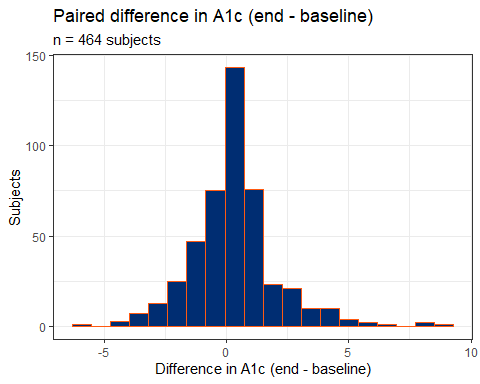 Paired difference in A1c (end - baseline)
n = 464 subjects
150
100
50
0
Subjects
-5
0
5
10
Difference in A1c (end - baseline)